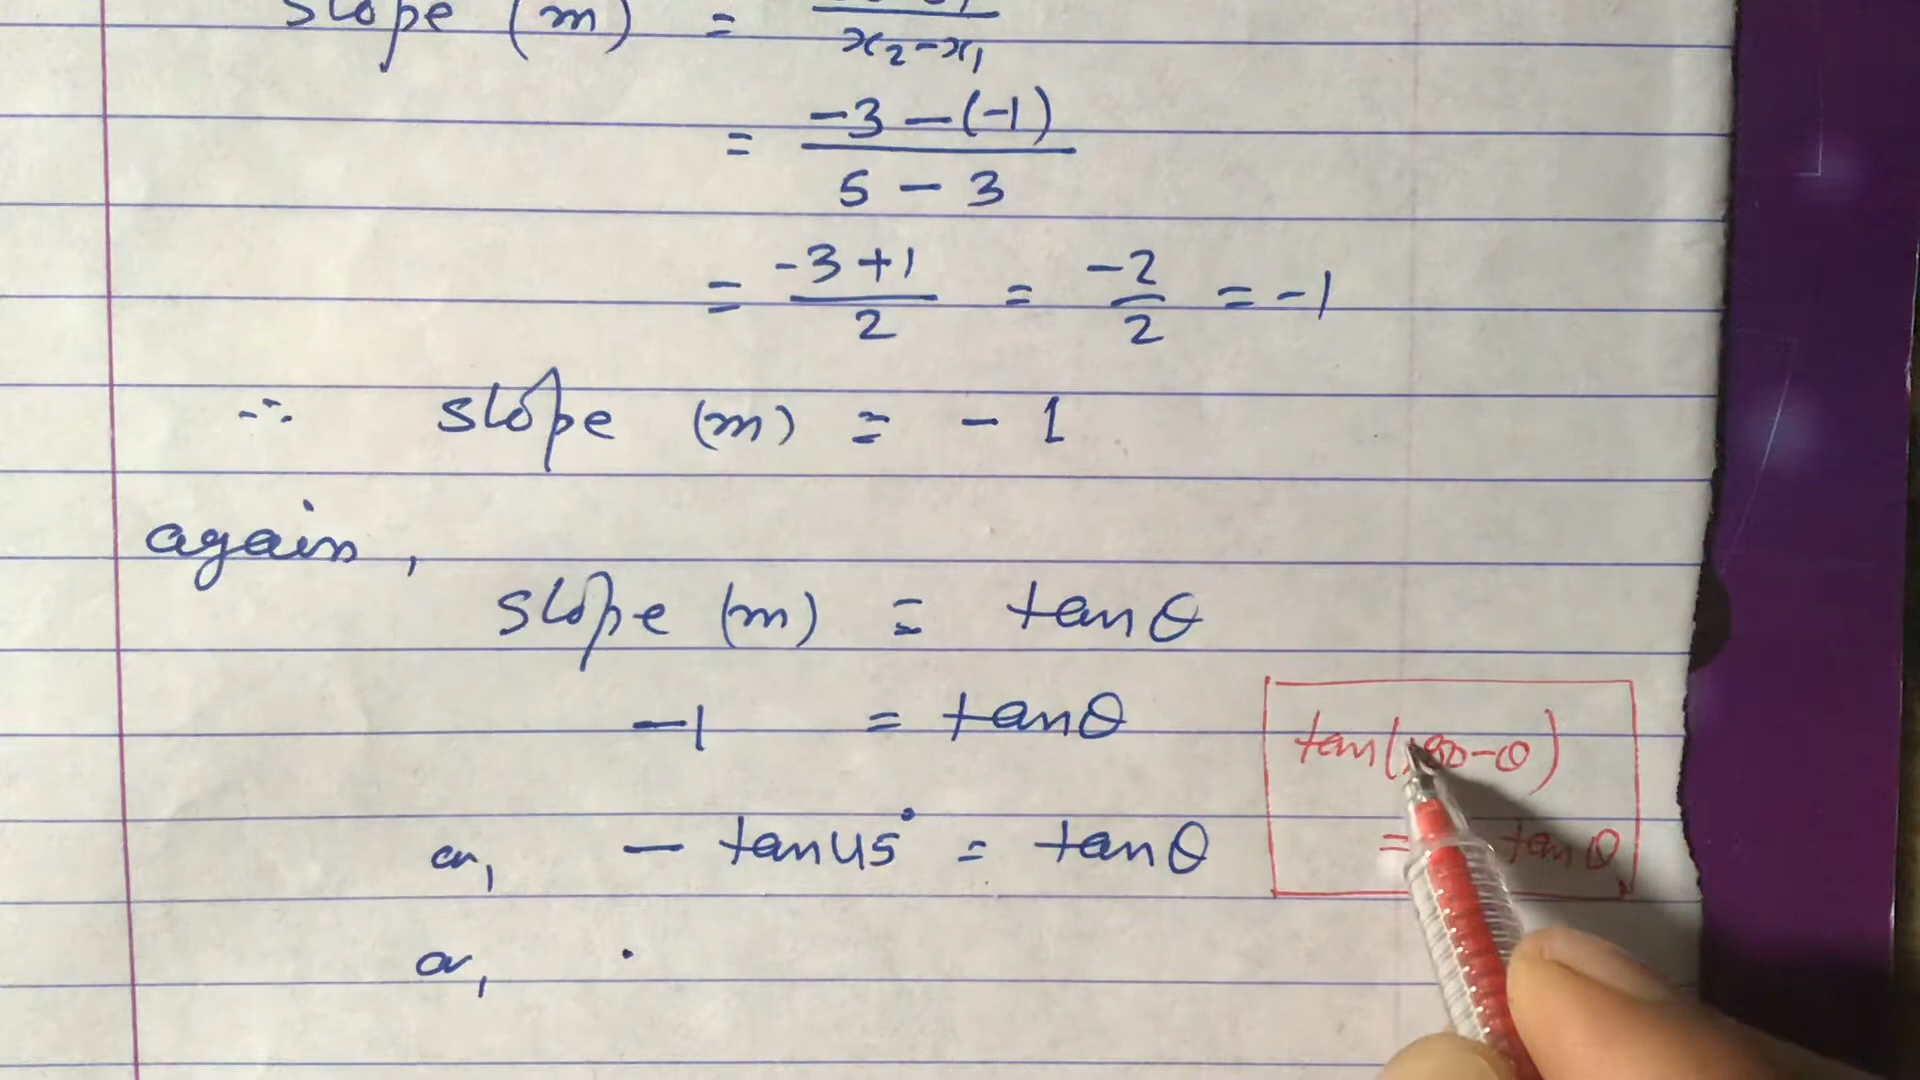 slope (m) = / x₂-x₁
= -3-(-1) / 5-3
= -3+1 / 2 = -2 / 2 = -1
∴ slope (m) = -1
again,
slope (m) = tanθ
-1 = tanθ
tan(180-θ)
= tanθ
or, - tan45° = tanθ
or,